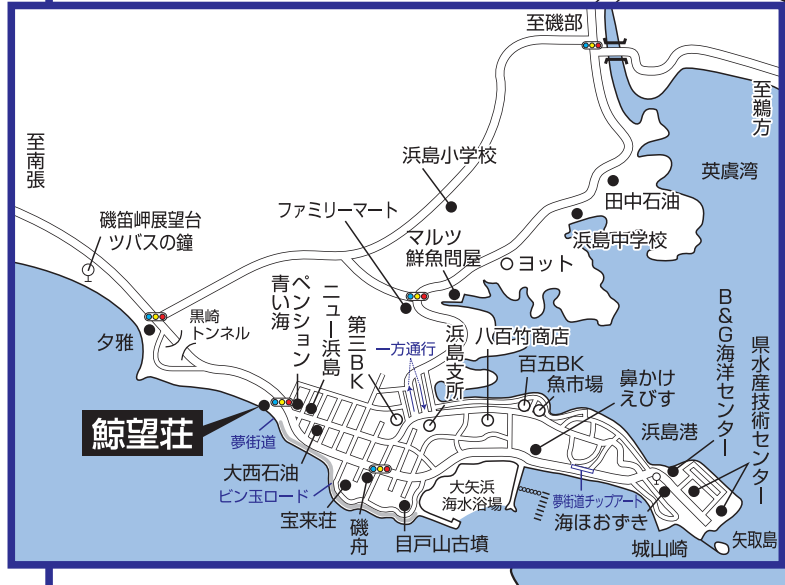 至磯部
至鵜方
至南張
浜島小学校
英虞湾
田中石油
磯笛岬展望台
ツバスの鐘
ファミリーマート
マルツ
鮮魚問屋
浜島中学校
ヨット
黒崎
トンネル
夕雅
ペンション
青い海
ニュー浜島
第三BK
一方通行
浜島支所
八百竹商店
百五BK
魚市場
鼻かけ
えびす
B&G海洋センター
県水産技術センター
浜島港
鯨望荘
夢街道
大西石油
ビン玉ロード
宝来荘
磯舟
目戸山古墳
大矢浜
海水浴場
夢街道チップアート
海ほおずき
城山崎
矢取島